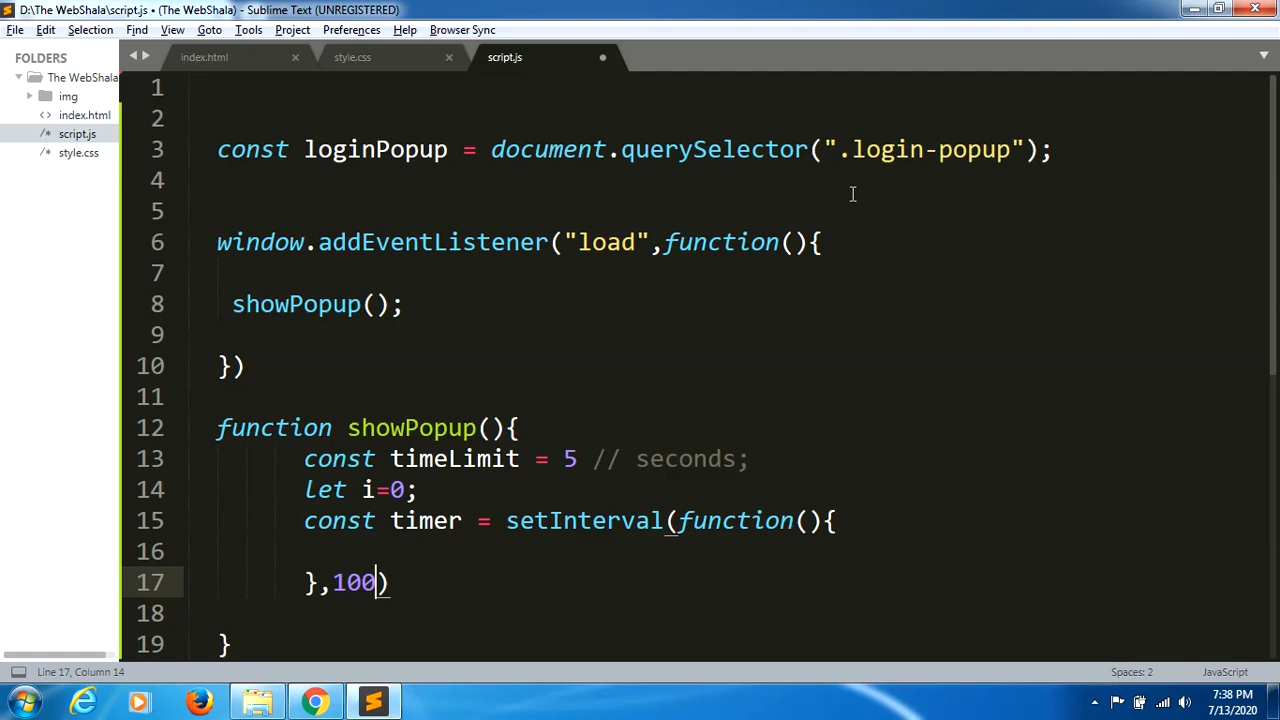 D:\The WebShala\script.js • (The WebShala) - Sublime Text (UNREGISTERED)
File Edit Selection Find View Goto Tools Project Preferences Help Browser Sync
FOLDERS
The WebShala
img
index.html
script.js
style.css
index.html
style.css
script.js
1
2
3 const loginPopup = document.querySelector(".login-popup");
4
5
6 window.addEventListener("load",function(){
7
8 showPopup();
9
10 })
11
12 function showPopup(){
13 const timeLimit = 5 // seconds;
14 let i=0;
15 const timer = setInterval(function(){
16
17 },100)
18
19 }
Line 17, Column 14
Spaces: 2
JavaScript
7:38 PM
7/13/2020